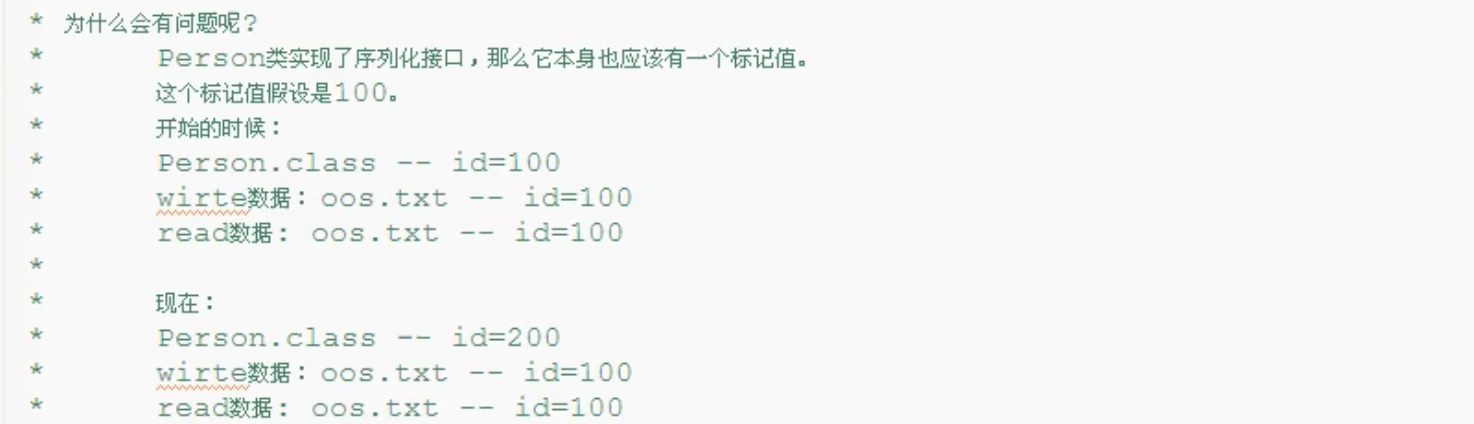 * 为什么会有问题呢?
* Person类实现了序列化接口,那么它本身也应该有一个标记值。
* 这个标记值假设是100。
* 开始的时候:
* Person.class -- id=100
* wirte数据: oos.txt -- id=100
* read数据: oos.txt -- id=100
*
* 现在:
* Person.class -- id=200
* wirte数据: oos.txt -- id=100
* read数据: oos.txt -- id=100